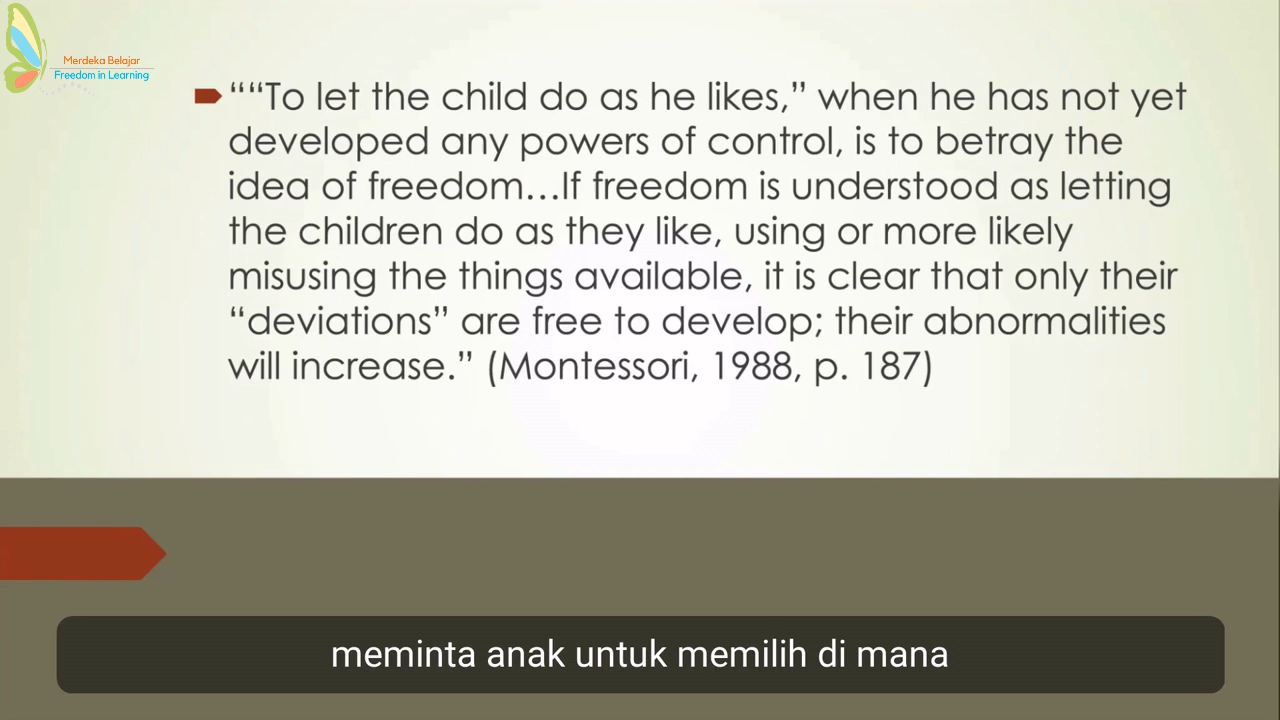 Merdeka Belajar
Freedom in Learning
““To let the child do as he likes,” when he has not yet
developed any powers of control, is to betray the
idea of freedom…If freedom is understood as letting
the children do as they like, using or more likely
misusing the things available, it is clear that only their
“deviations” are free to develop; their abnormalities
will increase.” (Montessori, 1988, p. 187)
meminta anak untuk memilih di mana